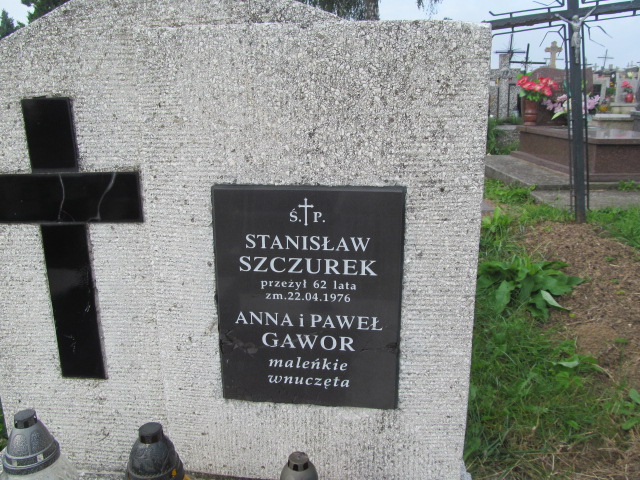 Ś. P.
STANISŁAW
SZCZUREK
przeżył 62 lata
zm.22.04.1976
ANNA i PAWEŁ
GAWOR
maleńkie
wnuczęta